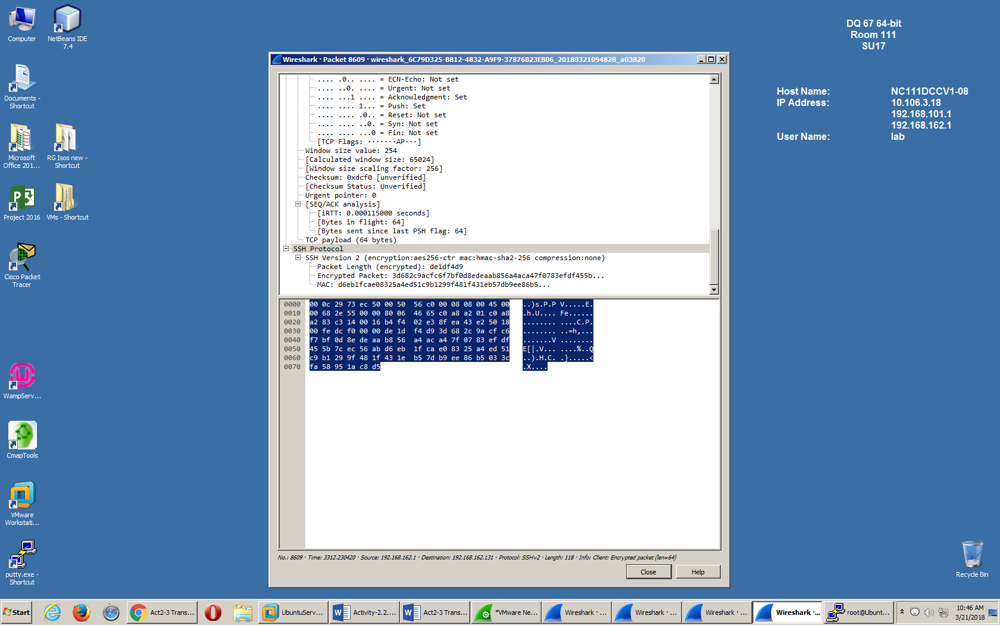 Computer
NetBeans IDE
7.4
Documents -
Shortcut
Microsoft
Office 201...
RG Isos new -
Shortcut
Project 2016
VMs - Shortcut
Cisco Packet
Tracer
WampServ...
CmapTools
VMware
Workstati...
putty.exe -
Shortcut
DQ 67 64-bit
Room 111
SU17
Host Name: NC111DCCV1-08
IP Address: 10.106.3.18
192.168.101.1
192.168.162.1
User Name: lab
Wireshark · Packet 8609 · wireshark_6C79D325-B812-4832-A9F9-37876B23EB06_20180321094828_a03820
.... .0.. .... = ECN-Echo: Not set
.... ..0. .... = Urgent: Not set
.... ...1 .... = Acknowledgment: Set
.... .... 1... = Push: Set
.... .... .0.. = Reset: Not set
.... .... ..0. = Syn: Not set
.... .... ...0 = Fin: Not set
[TCP Flags: ·······AP···]
Window size value: 254
[Calculated window size: 65024]
[Window size scaling factor: 256]
Checksum: 0xdcf0 [unverified]
[Checksum Status: Unverified]
Urgent pointer: 0
[SEQ/ACK analysis]
[iRTT: 0.000115000 seconds]
[Bytes in flight: 64]
[Bytes sent since last PSH flag: 64]
TCP payload (64 bytes)
SSH Protocol
SSH Version 2 (encryption:aes256-ctr mac:hmac-sha2-256 compression:none)
Packet Length (encrypted): de1df4d9
Encrypted Packet: 3d682c9acfc6f7bf0d8edeaab856a4aca47f0783efdf455b...
MAC: d6eb1fcae08325a4ed51c9b1299f481f431eb57db9ee86b5...
0000 00 0c 29 73 ec 50 00 50 56 c0 00 08 08 00 45 00 ..)s.P.P V.....E.
0010 00 68 2e 55 00 00 80 06 46 65 c0 a8 a2 01 c0 a8 .h.U.... Fe......
0020 a2 83 c3 14 00 16 b4 f4 02 e3 8f ea 43 e2 50 18 ........ ....C.P.
0030 00 fe dc f0 00 00 de 1d f4 d9 3d 68 2c 9a cf c6 ........ ..=h,...
0040 f7 bf 0d 8e de aa b8 56 a4 ac a4 7f 07 83 ef df .......V ........
0050 45 5b 7c ec 56 ab d6 eb 1f ca e0 83 25 a4 ed 51 E[|.V... ....%..Q
0060 c9 b1 29 9f 48 1f 43 1e b5 7d b9 ee 86 b5 03 3c ..).H.C. .}.....<
0070 fa 58 95 1a c8 d5 .X....
No.: 8609 · Time: 3312.230420 · Source: 192.168.162.1 · Destination: 192.168.162.131 · Protocol: SSHv2 · Length: 118 · Info: Client: Encrypted packet (len=64)
Close
Help
Recycle Bin
Start
Act2-3 Trans...
UbuntuServ...
Activity-2.2....
Act2-3 Trans...
*VMware Ne...
Wireshark · ...
Wireshark · ...
Wireshark · ...
Wireshark ·...
root@Ubunt...
10:46 AM
3/21/2018